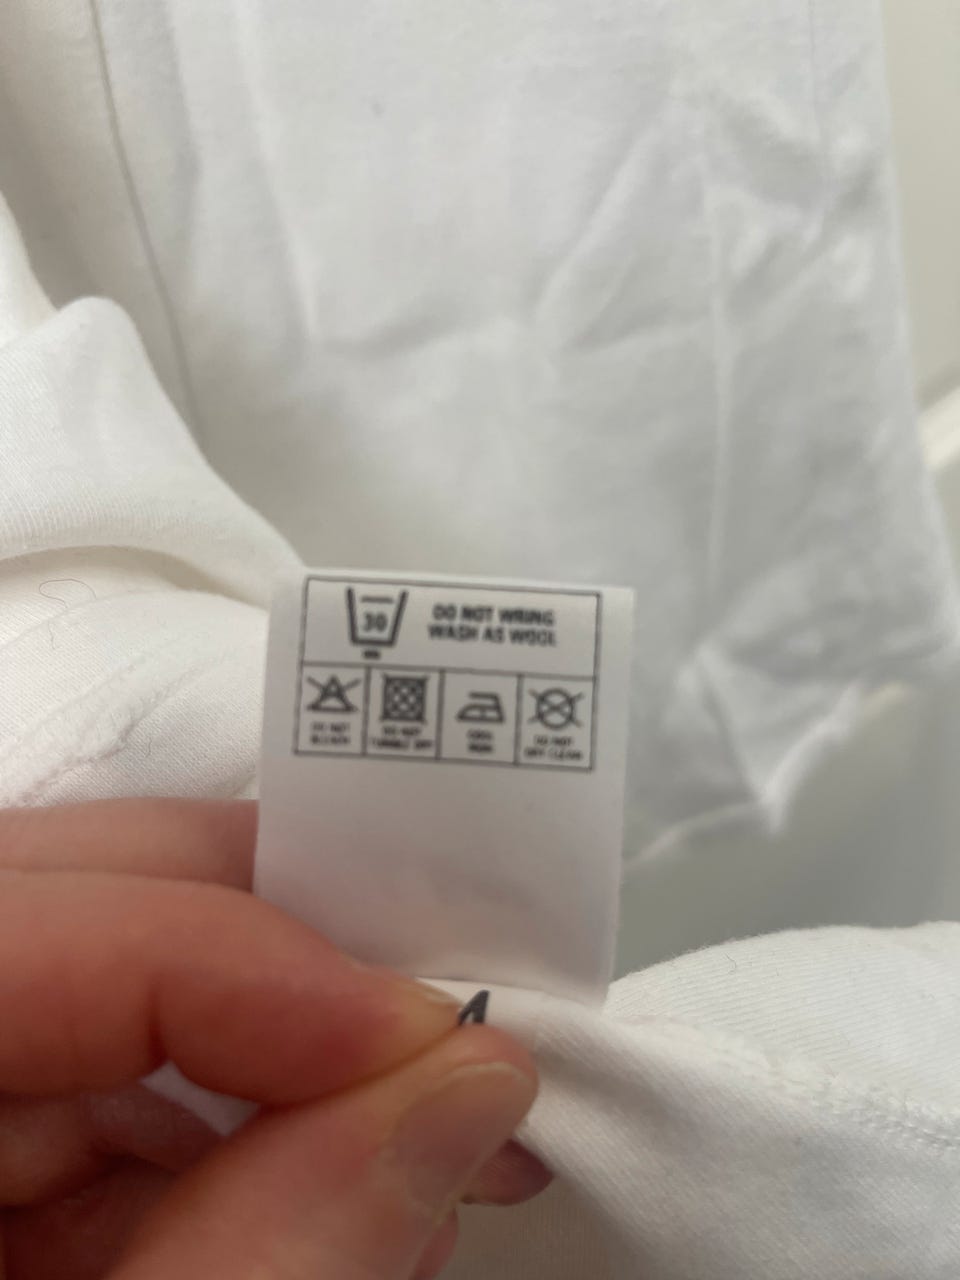 30
DO NOT WRING
WASH AS WOOL
DO NOT
BLEACH
DO NOT
TUMBLE DRY
COOL
IRON
DO NOT
DRY CLEAN